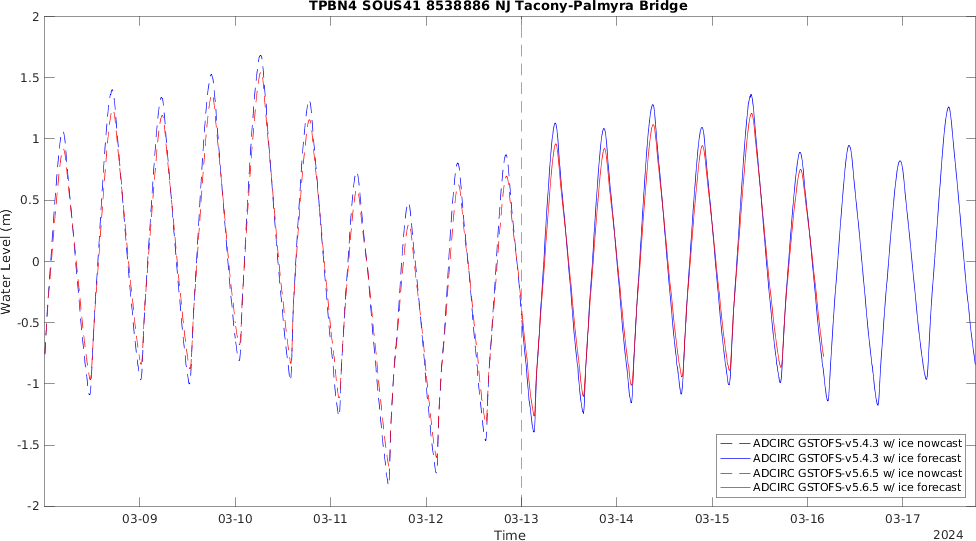 TPBN4 SOUS41 8538886 NJ Tacony-Palmyra Bridge
2
1.5
1
0.5
0
-0.5
-1
-1.5
-2
Water Level (m)
03-09
03-10
03-11
03-12
03-13
03-14
03-15
03-16
03-17
Time
2024
ADCIRC GSTOFS-v5.4.3 w/ ice nowcast
ADCIRC GSTOFS-v5.4.3 w/ ice forecast
ADCIRC GSTOFS-v5.6.5 w/ ice nowcast
ADCIRC GSTOFS-v5.6.5 w/ ice forecast